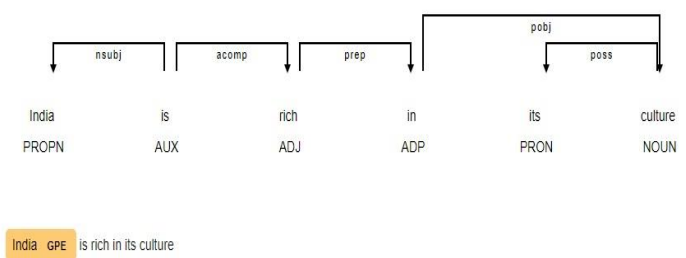 pobj
nsubj acomp prep poss
India is rich in its culture
PROPN AUX ADJ ADP PRON NOUN
India GPE is rich in its culture